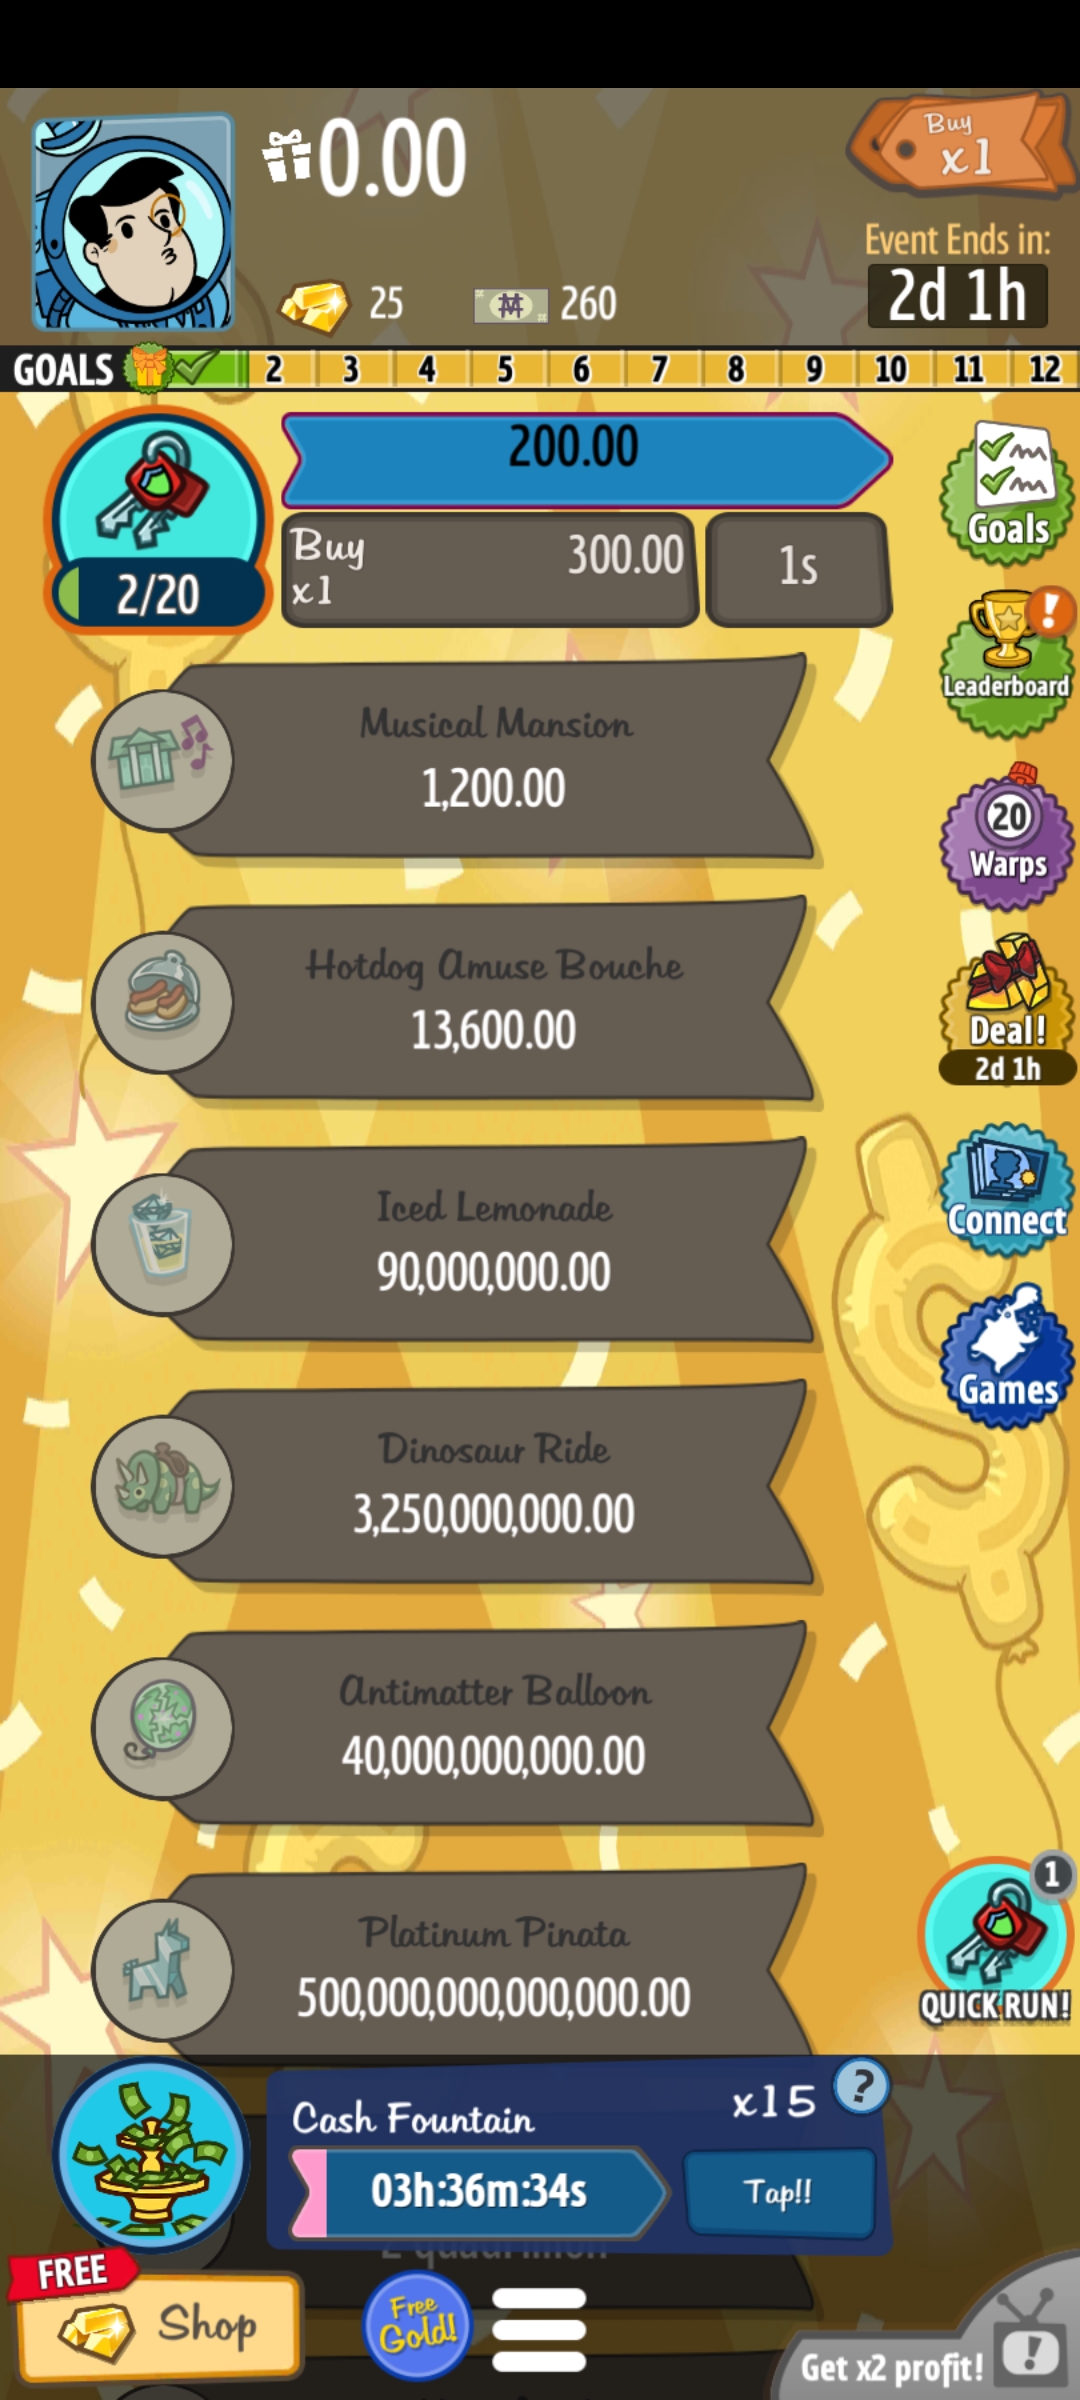 0.00
Buy
x1
25
260
Event Ends in:
2d 1h
GOALS 2 3 4 5 6 7 8 9 10 11 12
200.00
Buy
x1
300.00
1s
2/20
Goals
!
Leaderboard
Musical Mansion
1,200.00
20
Warps
Hotdog Amuse Bouche
13,600.00
Deal!
2d 1h
Iced Lemonade
90,000,000.00
Connect
Games
Dinosaur Ride
3,250,000,000.00
Antimatter Balloon
40,000,000,000.00
Platinum Pinata
500,000,000,000,000.00
1
QUICK RUN!
Cash Fountain
x15
?
03h:36m:34s
Tap!!
2 quadrillion
FREE
Shop
Free
Gold!
Get x2 profit!
!